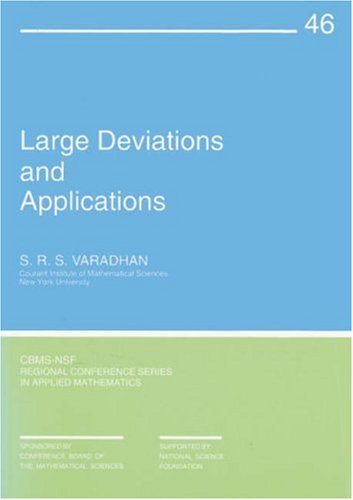 46
Large Deviations
and
Applications
S. R. S. VARADHAN
Courant Institute of Mathematical Sciences
New York University
CBMS-NSF
REGIONAL CONFERENCE SERIES
IN APPLIED MATHEMATICS
SPONSORED BY
CONFERENCE BOARD OF
THE MATHEMATICAL SCIENCES
SUPPORTED BY
NATIONAL SCIENCE
FOUNDATION